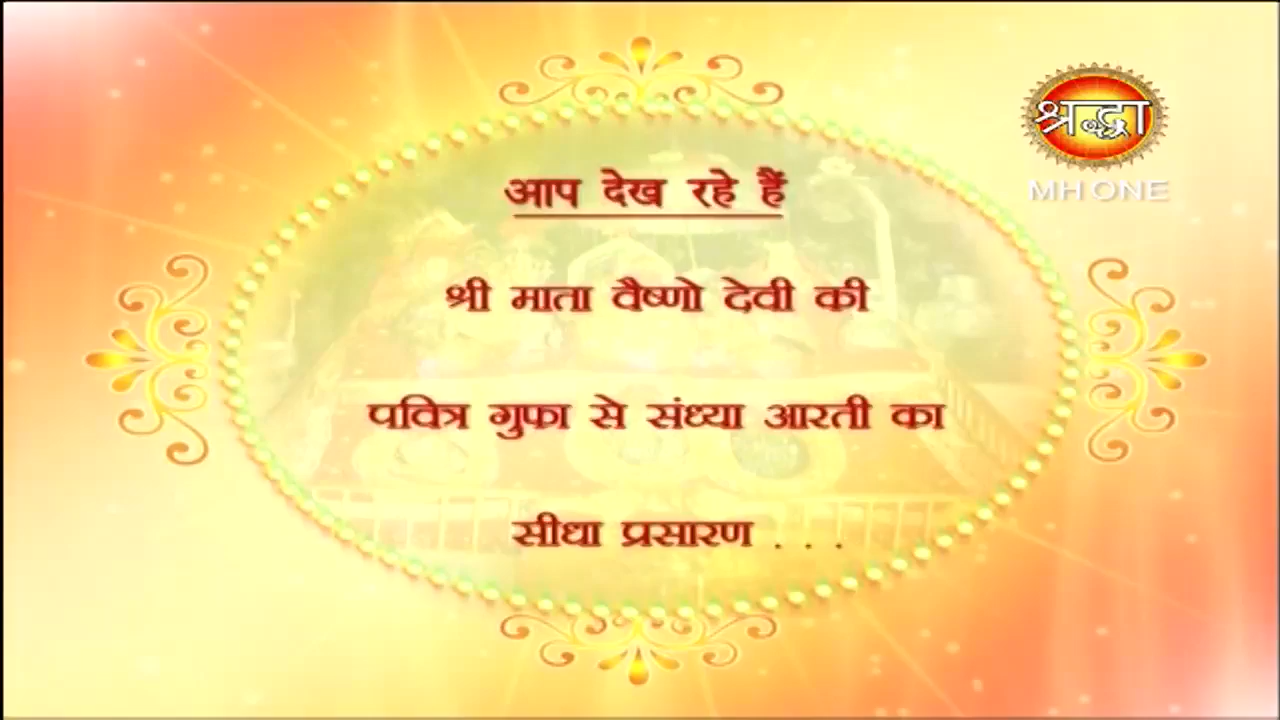 श्रद्धा
MH ONE
आप देख रहे हैं
श्री माता वैष्णो देवी की
पवित्र गुफा से संध्या आरती का
सीधा प्रसारण . . .